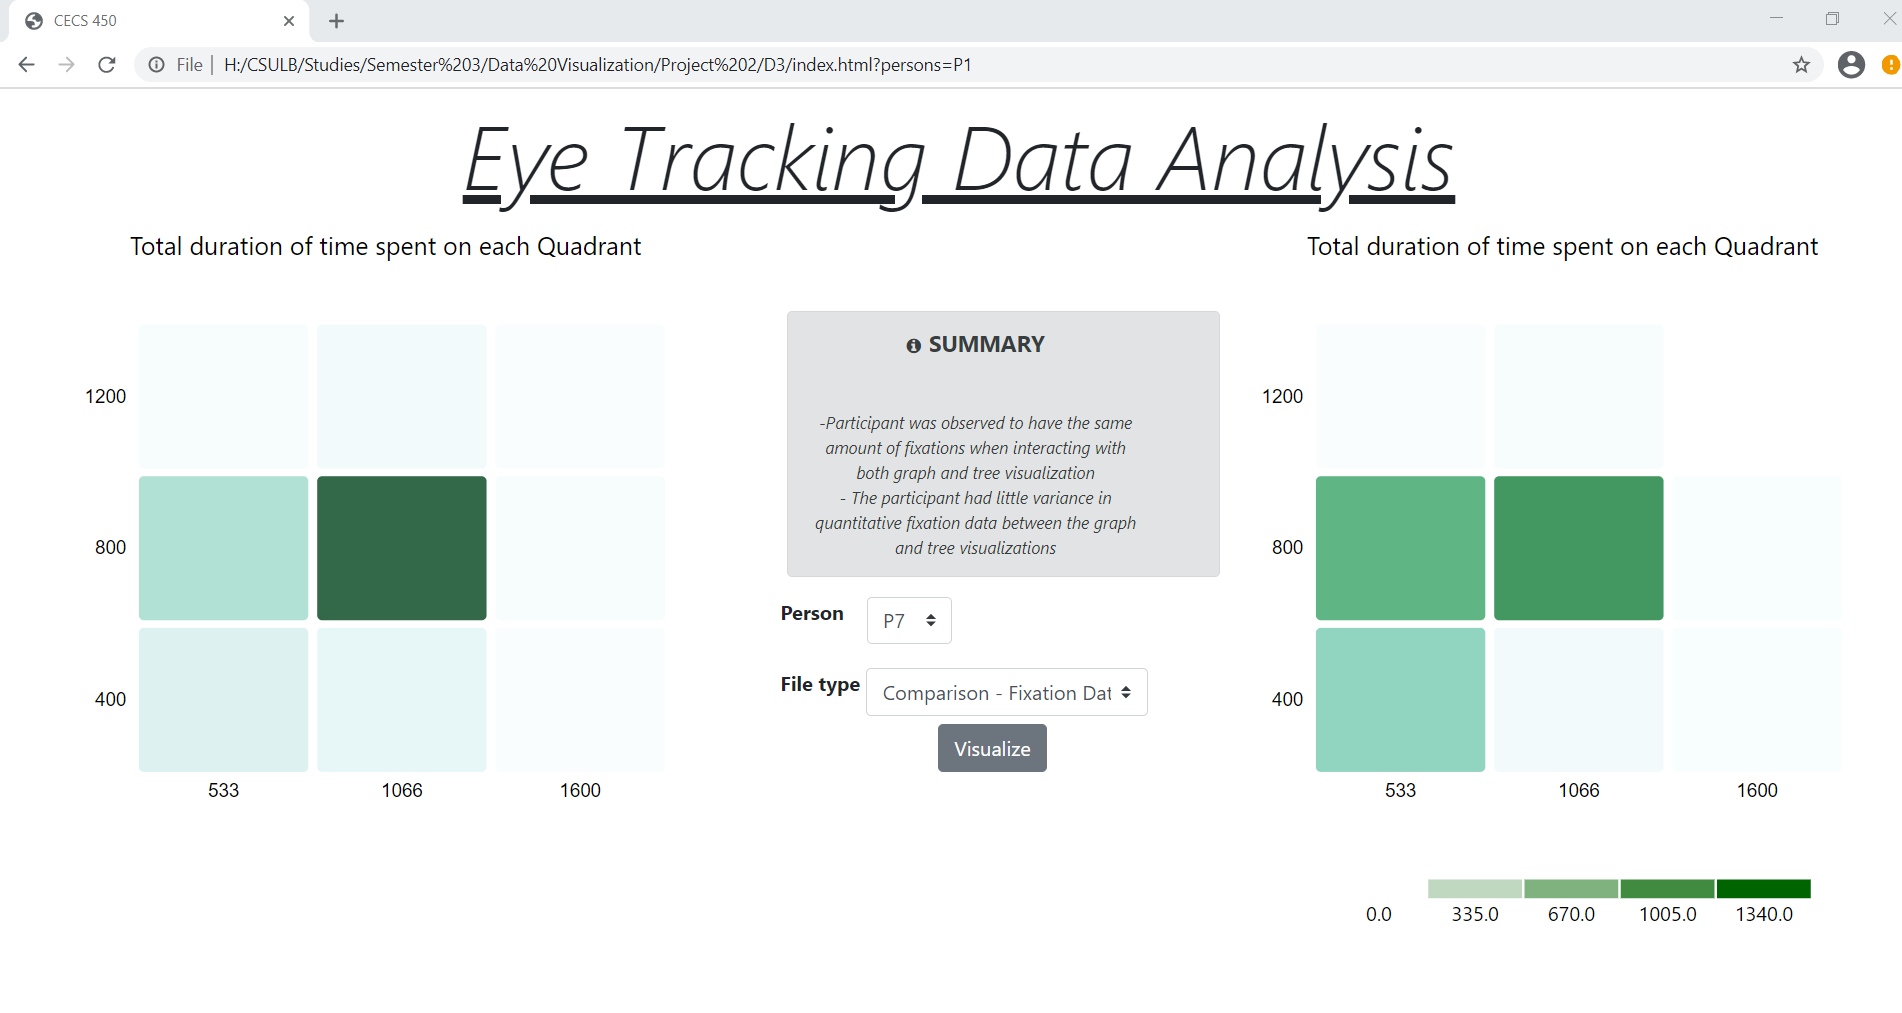 CECS 450
File | H:/CSULB/Studies/Semester%203/Data%20Visualization/Project%202/D3/index.html?persons=P1
Eye Tracking Data Analysis
Total duration of time spent on each Quadrant
1200
800
400
533 1066 1600
SUMMARY
-Participant was observed to have the same
amount of fixations when interacting with
both graph and tree visualization
- The participant had little variance in
quantitative fixation data between the graph
and tree visualizations
Person P7
File type Comparison - Fixation Dat
Visualize
Total duration of time spent on each Quadrant
1200
800
400
533 1066 1600
0.0 335.0 670.0 1005.0 1340.0